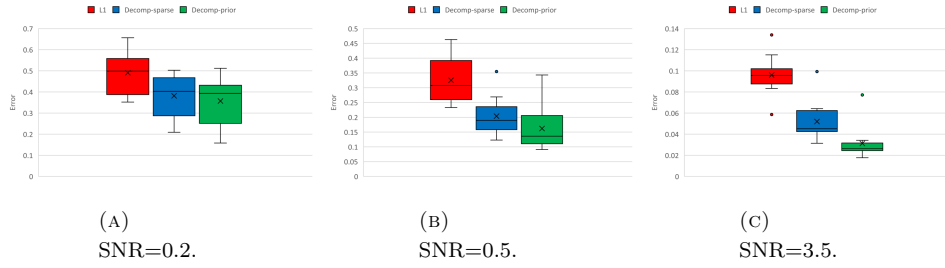 L1 Decomp-sparse Decomp-prior
0.7
0.6
0.5
0.4
0.3
0.2
0.1
0
Error
(A)
SNR=0.2.
L1 Decomp-sparse Decomp-prior
0.5
0.45
0.4
0.35
0.3
0.25
0.2
0.15
0.1
0.05
0
Error
(B)
SNR=0.5.
L1 Decomp-sparse Decomp-prior
0.14
0.12
0.1
0.08
0.06
0.04
0.02
0
Error
(C)
SNR=3.5.